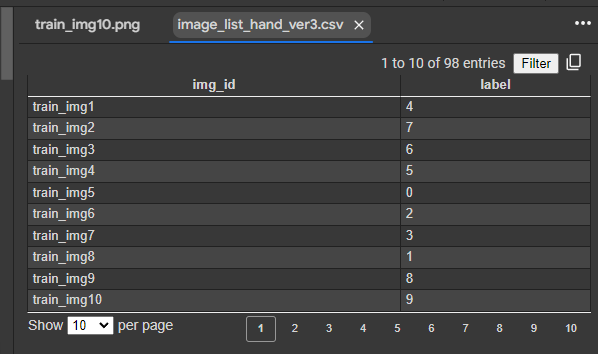 train_img10.png image_list_hand_ver3.csv ×
1 to 10 of 98 entries Filter
img_id label
train_img1 4
train_img2 7
train_img3 6
train_img4 5
train_img5 0
train_img6 2
train_img7 3
train_img8 1
train_img9 8
train_img10 9
Show 10 per page 1 2 3 4 5 6 7 8 9 10